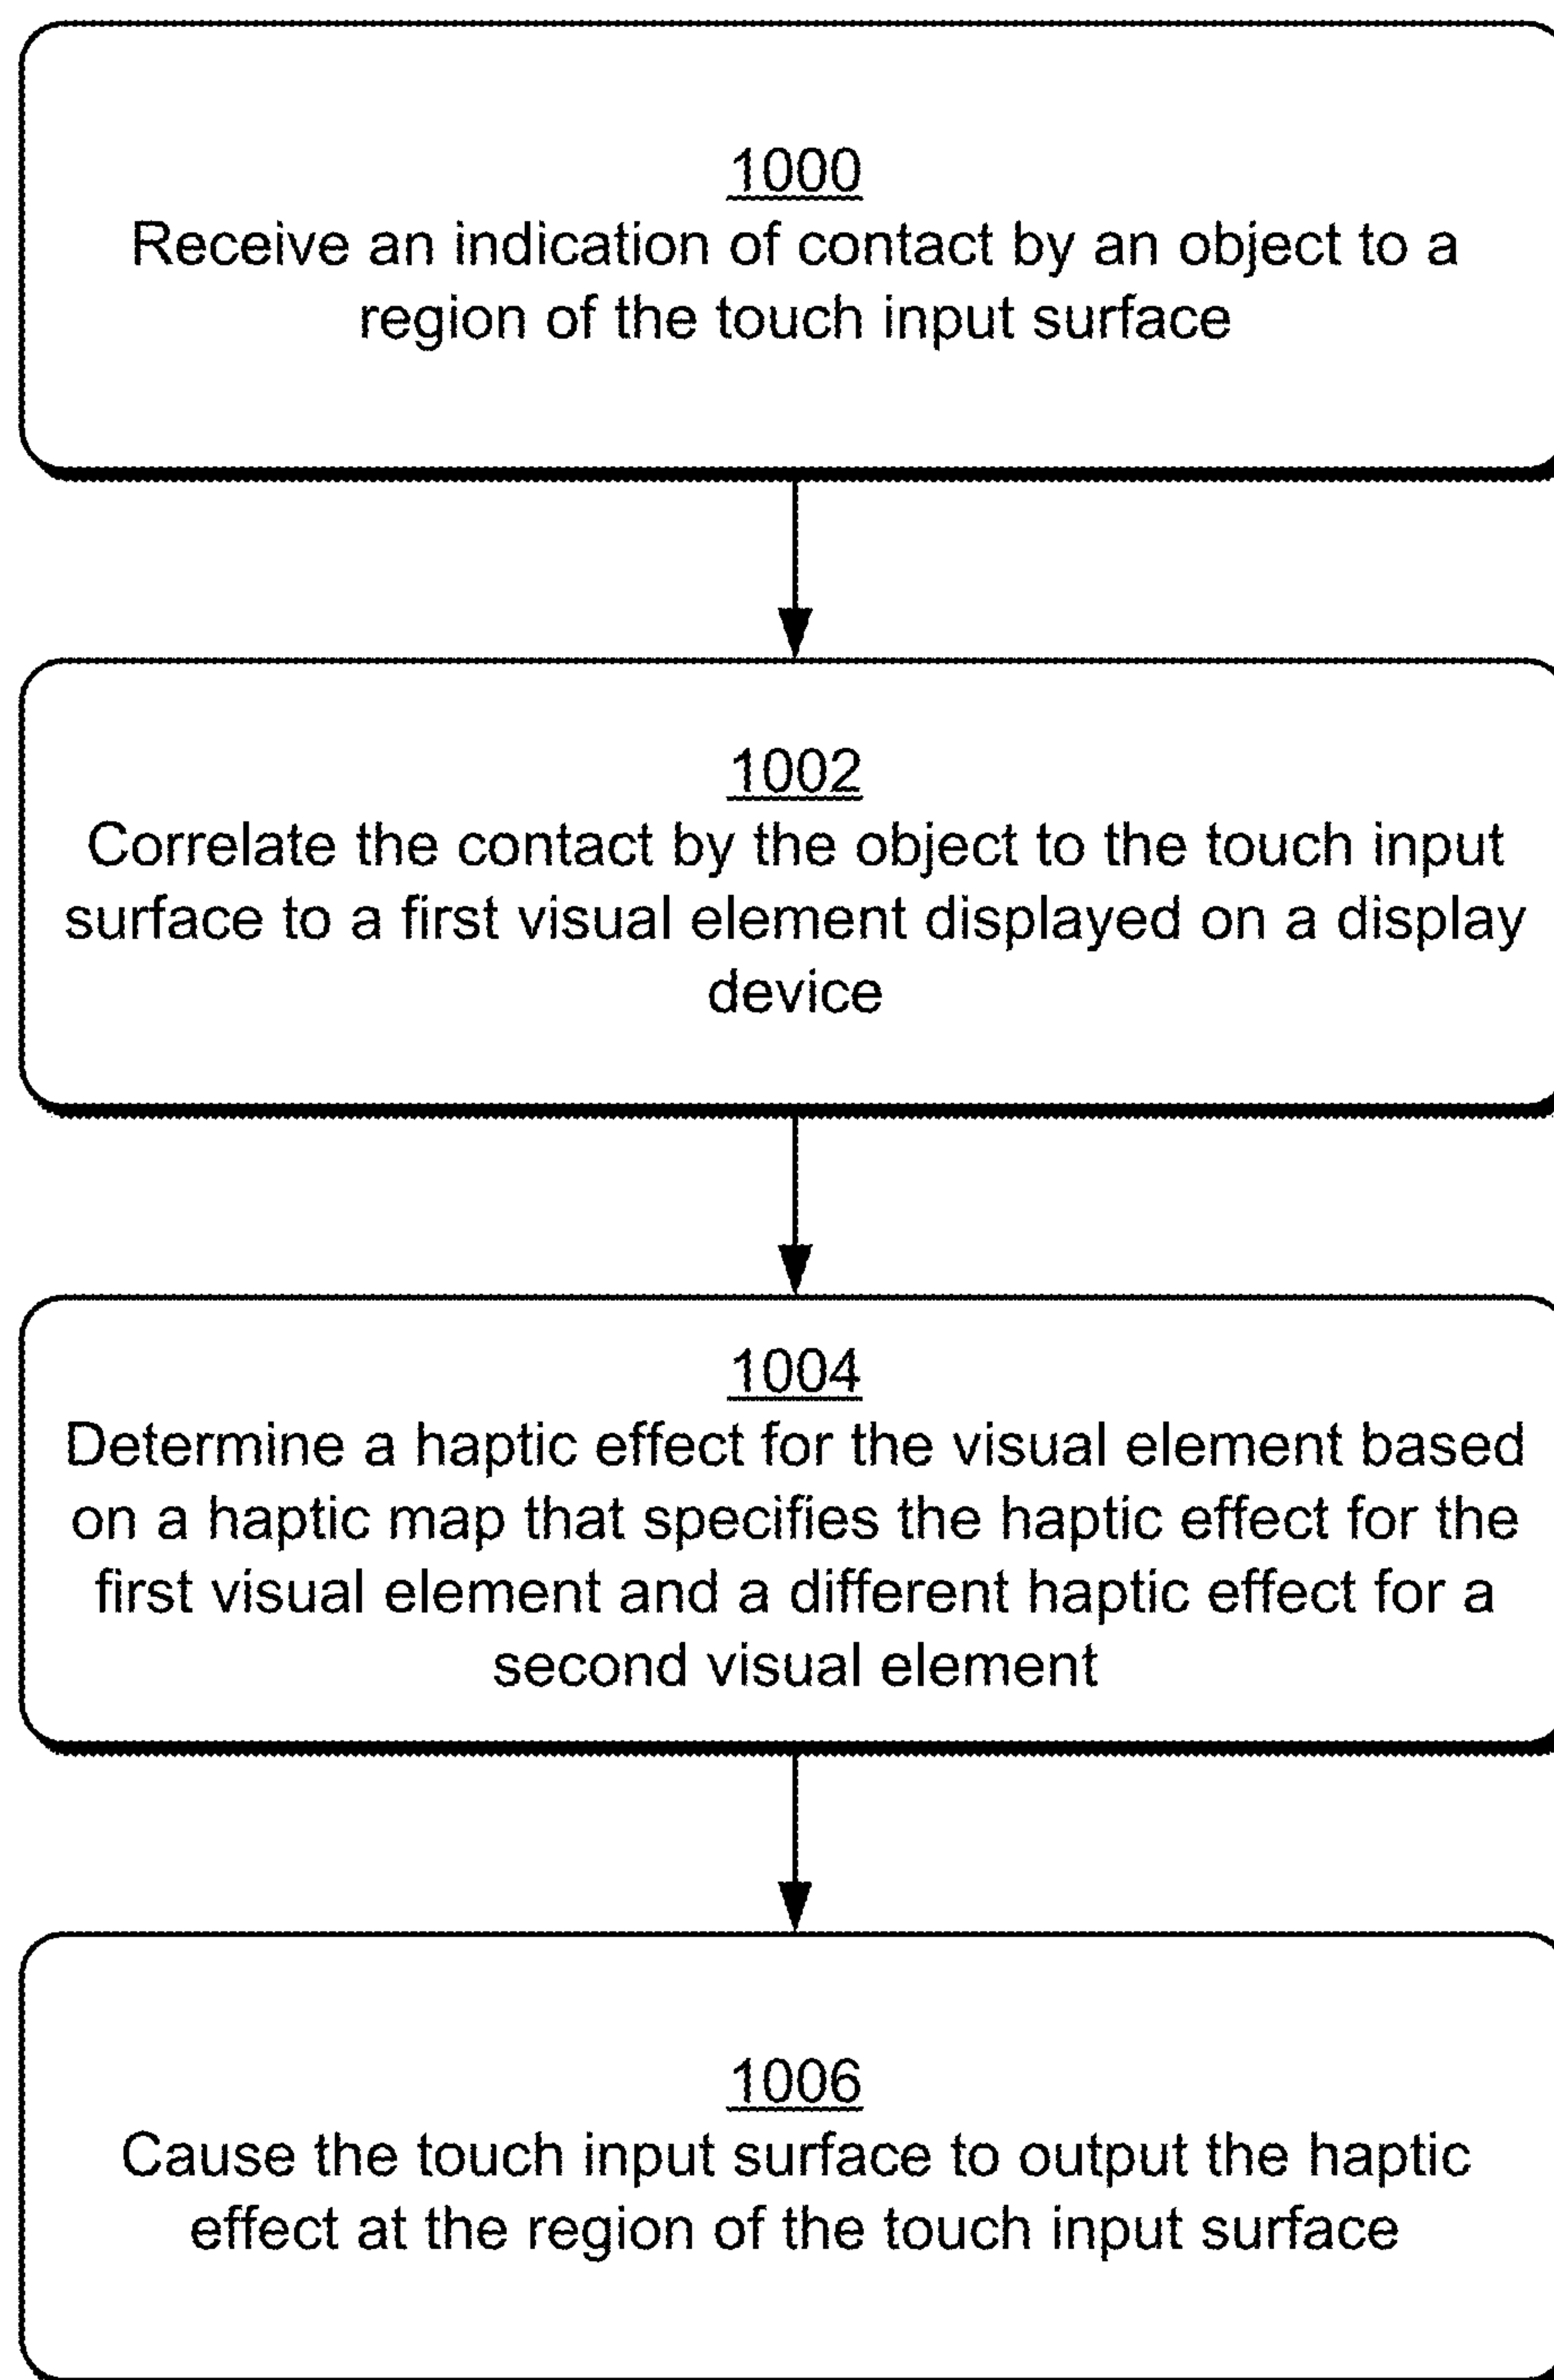 1000
Receive an indication of contact by an object to a
region of the touch input surface
1002
Correlate the contact by the object to the touch input
surface to a first visual element displayed on a display
device
1004
Determine a haptic effect for the visual element based
on a haptic map that specifies the haptic effect for the
first visual element and a different haptic effect for a
second visual element
1006
Cause the touch input surface to output the haptic
effect at the region of the touch input surface